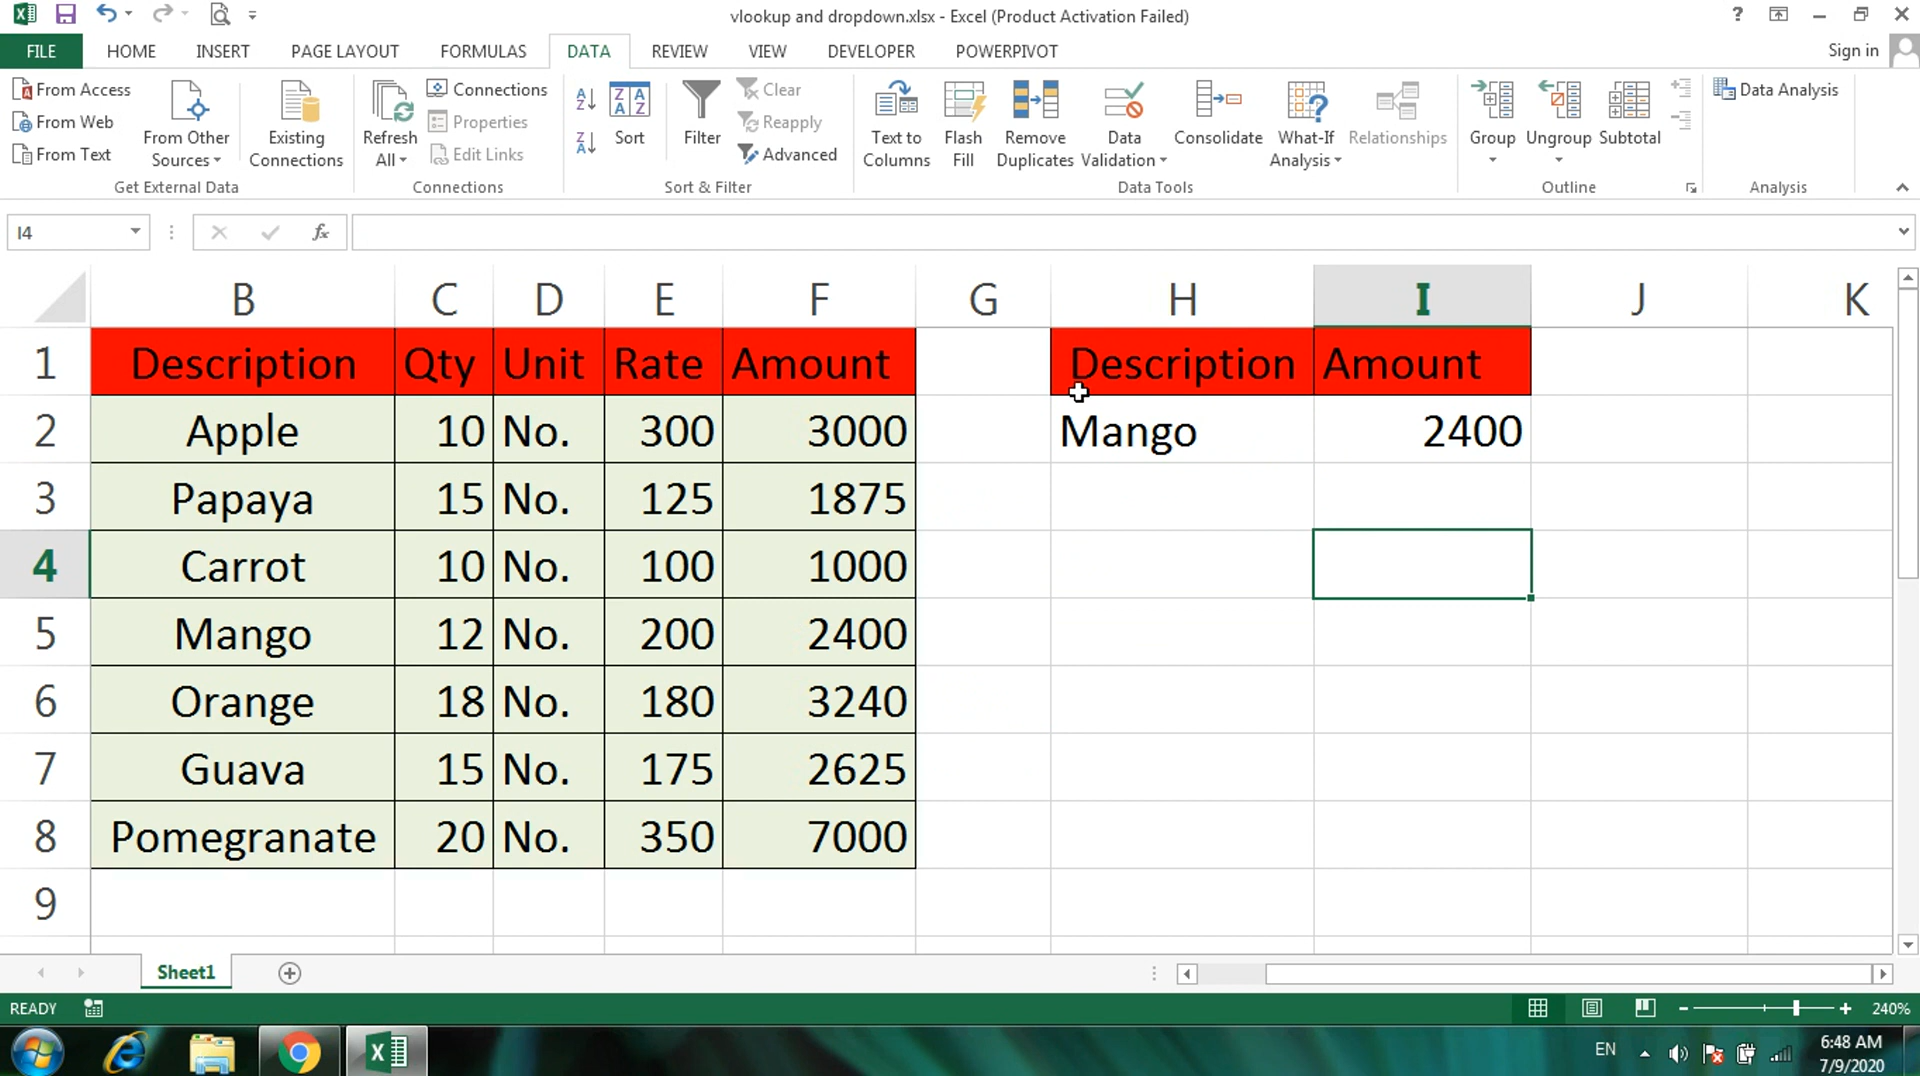 vlookup and dropdown.xlsx - Excel (Product Activation Failed)
?
FILE HOME INSERT PAGE LAYOUT FORMULAS DATA REVIEW VIEW DEVELOPER POWERPIVOT Sign in
From Access
From Web
From Text
From Other Sources
Existing Connections
Get External Data
Refresh All
Connections
Properties
Edit Links
Connections
Sort
Filter
Clear
Reapply
Advanced
Sort & Filter
Text to Columns
Flash Fill
Remove Duplicates
Data Validation
Consolidate
What-If Analysis
Relationships
Data Tools
Group
Ungroup
Subtotal
Outline
Data Analysis
Analysis
I4 fx
B C D E F G H I J K
1 Description Qty Unit Rate Amount Description Amount
2 Apple 10 No. 300 3000 Mango 2400
3 Papaya 15 No. 125 1875
4 Carrot 10 No. 100 1000
5 Mango 12 No. 200 2400
6 Orange 18 No. 180 3240
7 Guava 15 No. 175 2625
8 Pomegranate 20 No. 350 7000
9
Sheet1
READY 240%
EN 6:48 AM
7/9/2020